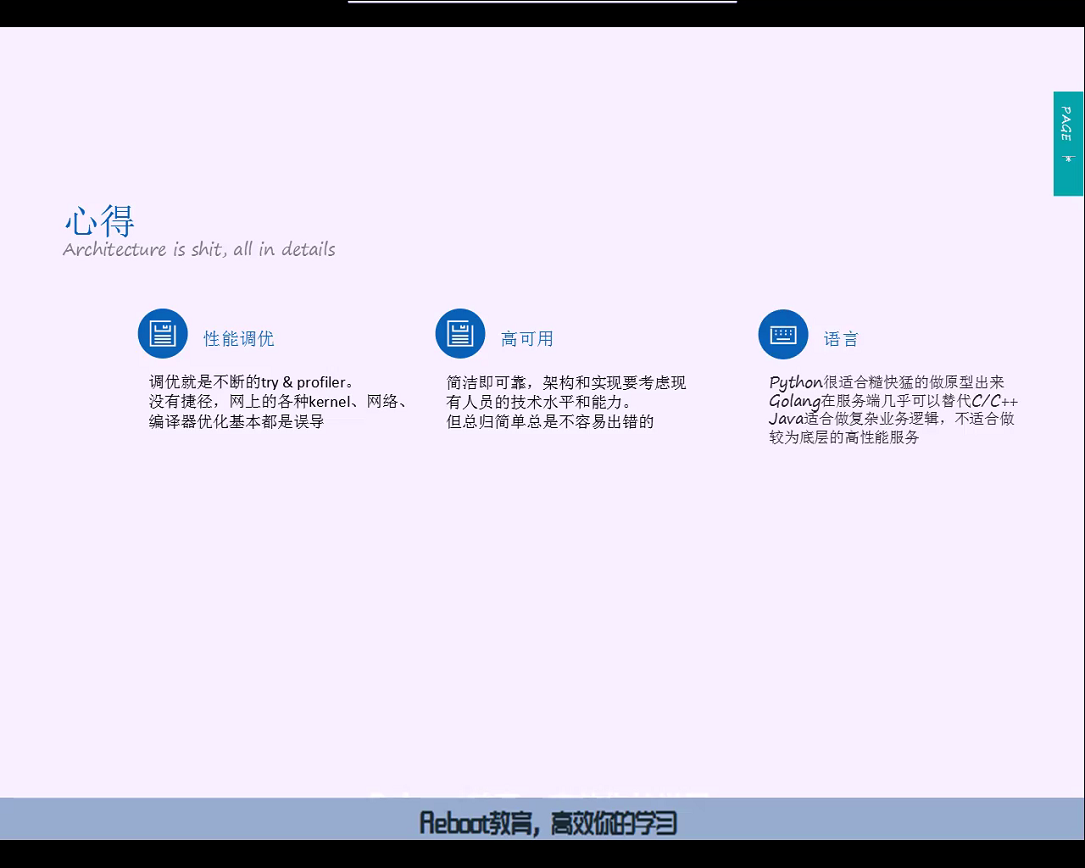 PAGE *
心得
Architecture is shit, all in details
性能调优
调优就是不断的try & profiler。
没有捷径，网上的各种kernel、网络、
编译器优化基本都是误导
高可用
简洁即可靠，架构和实现要考虑现
有人员的技术水平和能力。
但总归简单总是不容易出错的
语言
Python很适合糙快猛的做原型出来
Golang在服务端几乎可以替代C/C++
Java适合做复杂业务逻辑，不适合做
较为底层的高性能服务
Reboot教育，高效你的学习